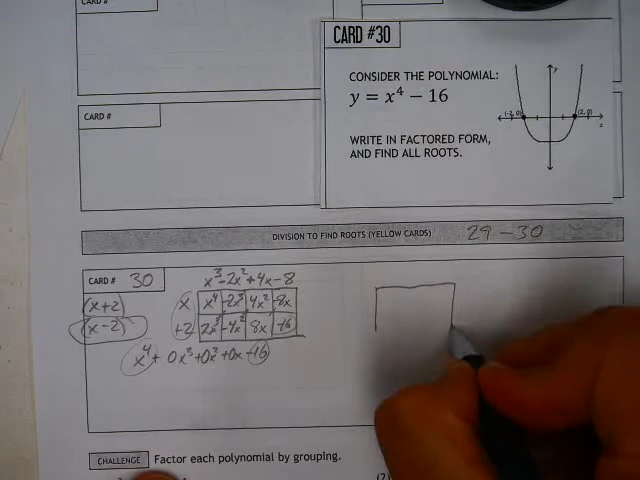 CARD #
CARD #30
CONSIDER THE POLYNOMIAL:
y = x⁴ − 16
WRITE IN FACTORED FORM,
AND FIND ALL ROOTS.
y
x
(-2, 0)
(2, 0)
CARD #
DIVISION TO FIND ROOTS (YELLOW CARDS) 29-30
CARD # 30
x³-2x²+4x-8
(x+2)
(x-2)
x x⁴ -2x³ 4x² -8x
+2 2x³ -4x² 8x -16
x⁴+0x³+0x²+0x-16
CHALLENGE Factor each polynomial by grouping.
(2)